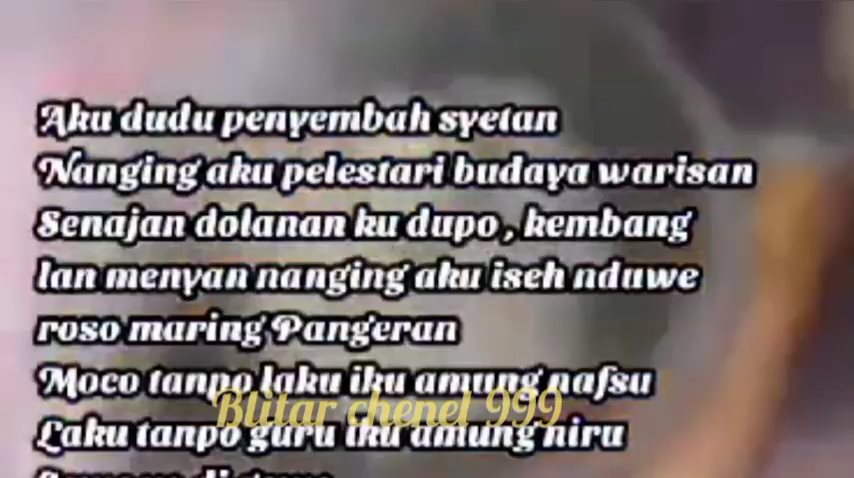 Aku dudu penyembah syetan
Nanging aku pelestari budaya warisan
Senajan dolanan ku dupo , kembang
lan menyan nanging aku iseh nduwe
roso maring Pangeran
Moco tanpo laku iku amung nafsu
Blitar chenel 999
Laku tanpo guru iku amung niru